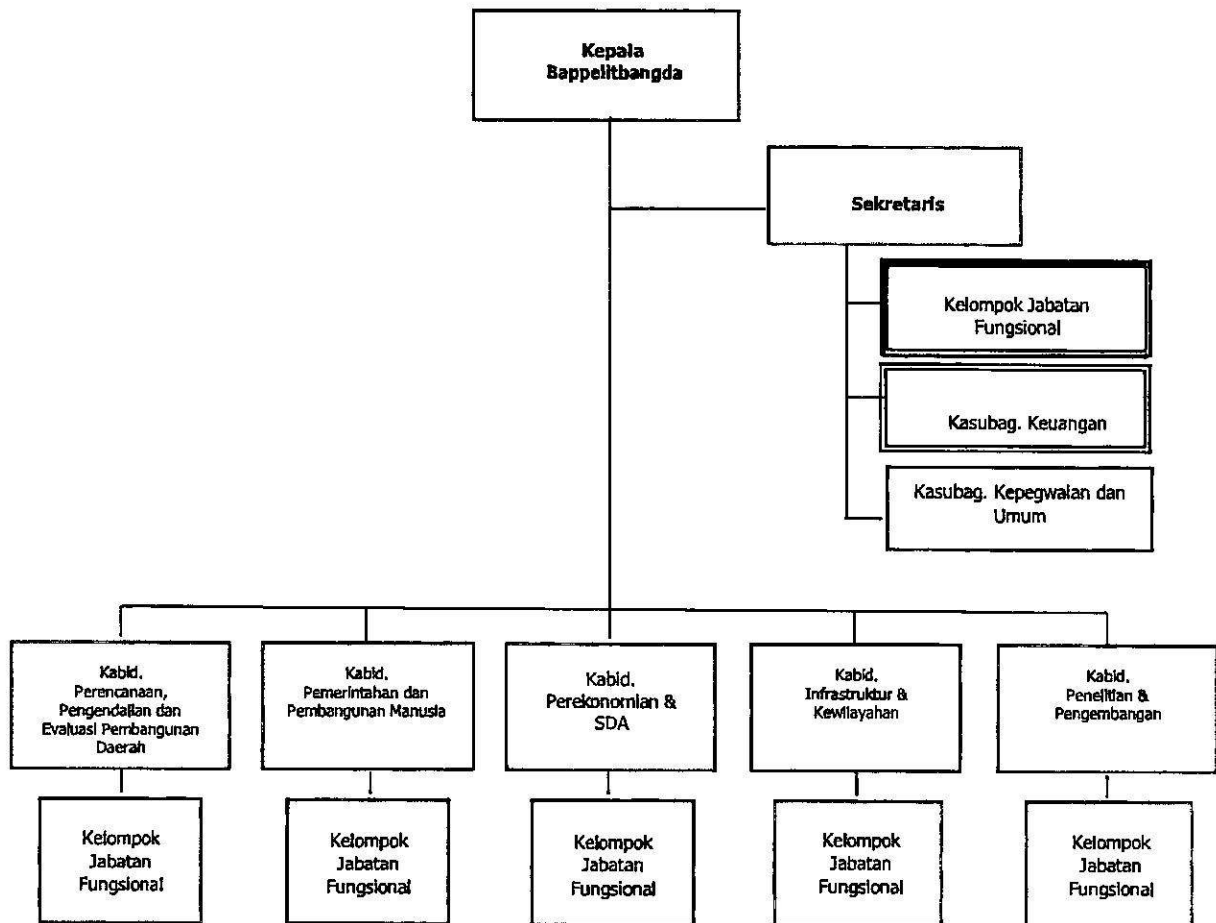 Kepala
Bappelitbangda
Sekretaris
Kelompok Jabatan
Fungsional
Kasubag. Keuangan
Kasubag. Kepegwaian dan
Umum
Kabid.
Perencanaan,
Pengendalian dan
Evaluasi Pembangunan
Daerah
Kabid.
Pemerintahan dan
Pembangunan Manusia
Kabid.
Perekonomian &
SDA
Kabid.
Infrastruktur &
Kewilayahan
Kabid.
Penelitian &
Pengembangan
Kelompok
Jabatan
Fungsional
Kelompok
Jabatan
Fungsional
Kelompok
Jabatan
Fungsional
Kelompok
Jabatan
Fungsional
Kelompok
Jabatan
Fungsional